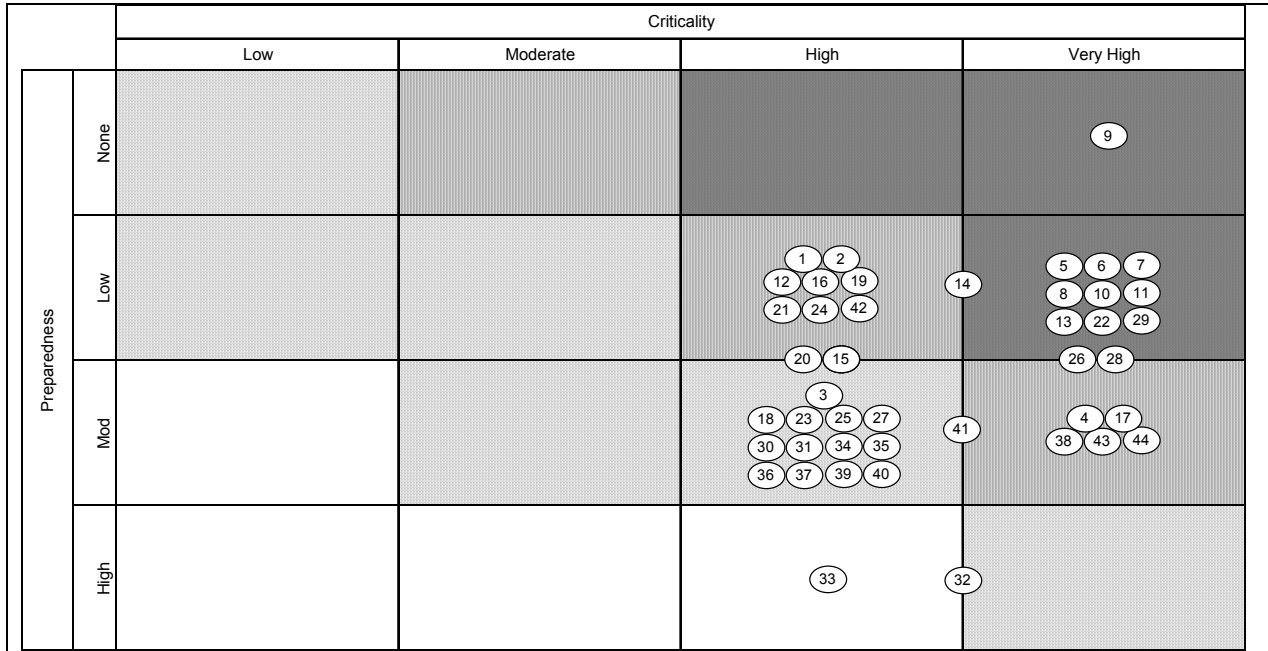 Criticality
Low Moderate High Very High
Preparedness
None
9
Low
1 2
12 16 19
21 24 42
14
5 6 7
8 10 11
13 22 29
20 15
26 28
Mod
3
18 23 25 27
30 31 34 35
36 37 39 40
41
4 17
38 43 44
High
33
32